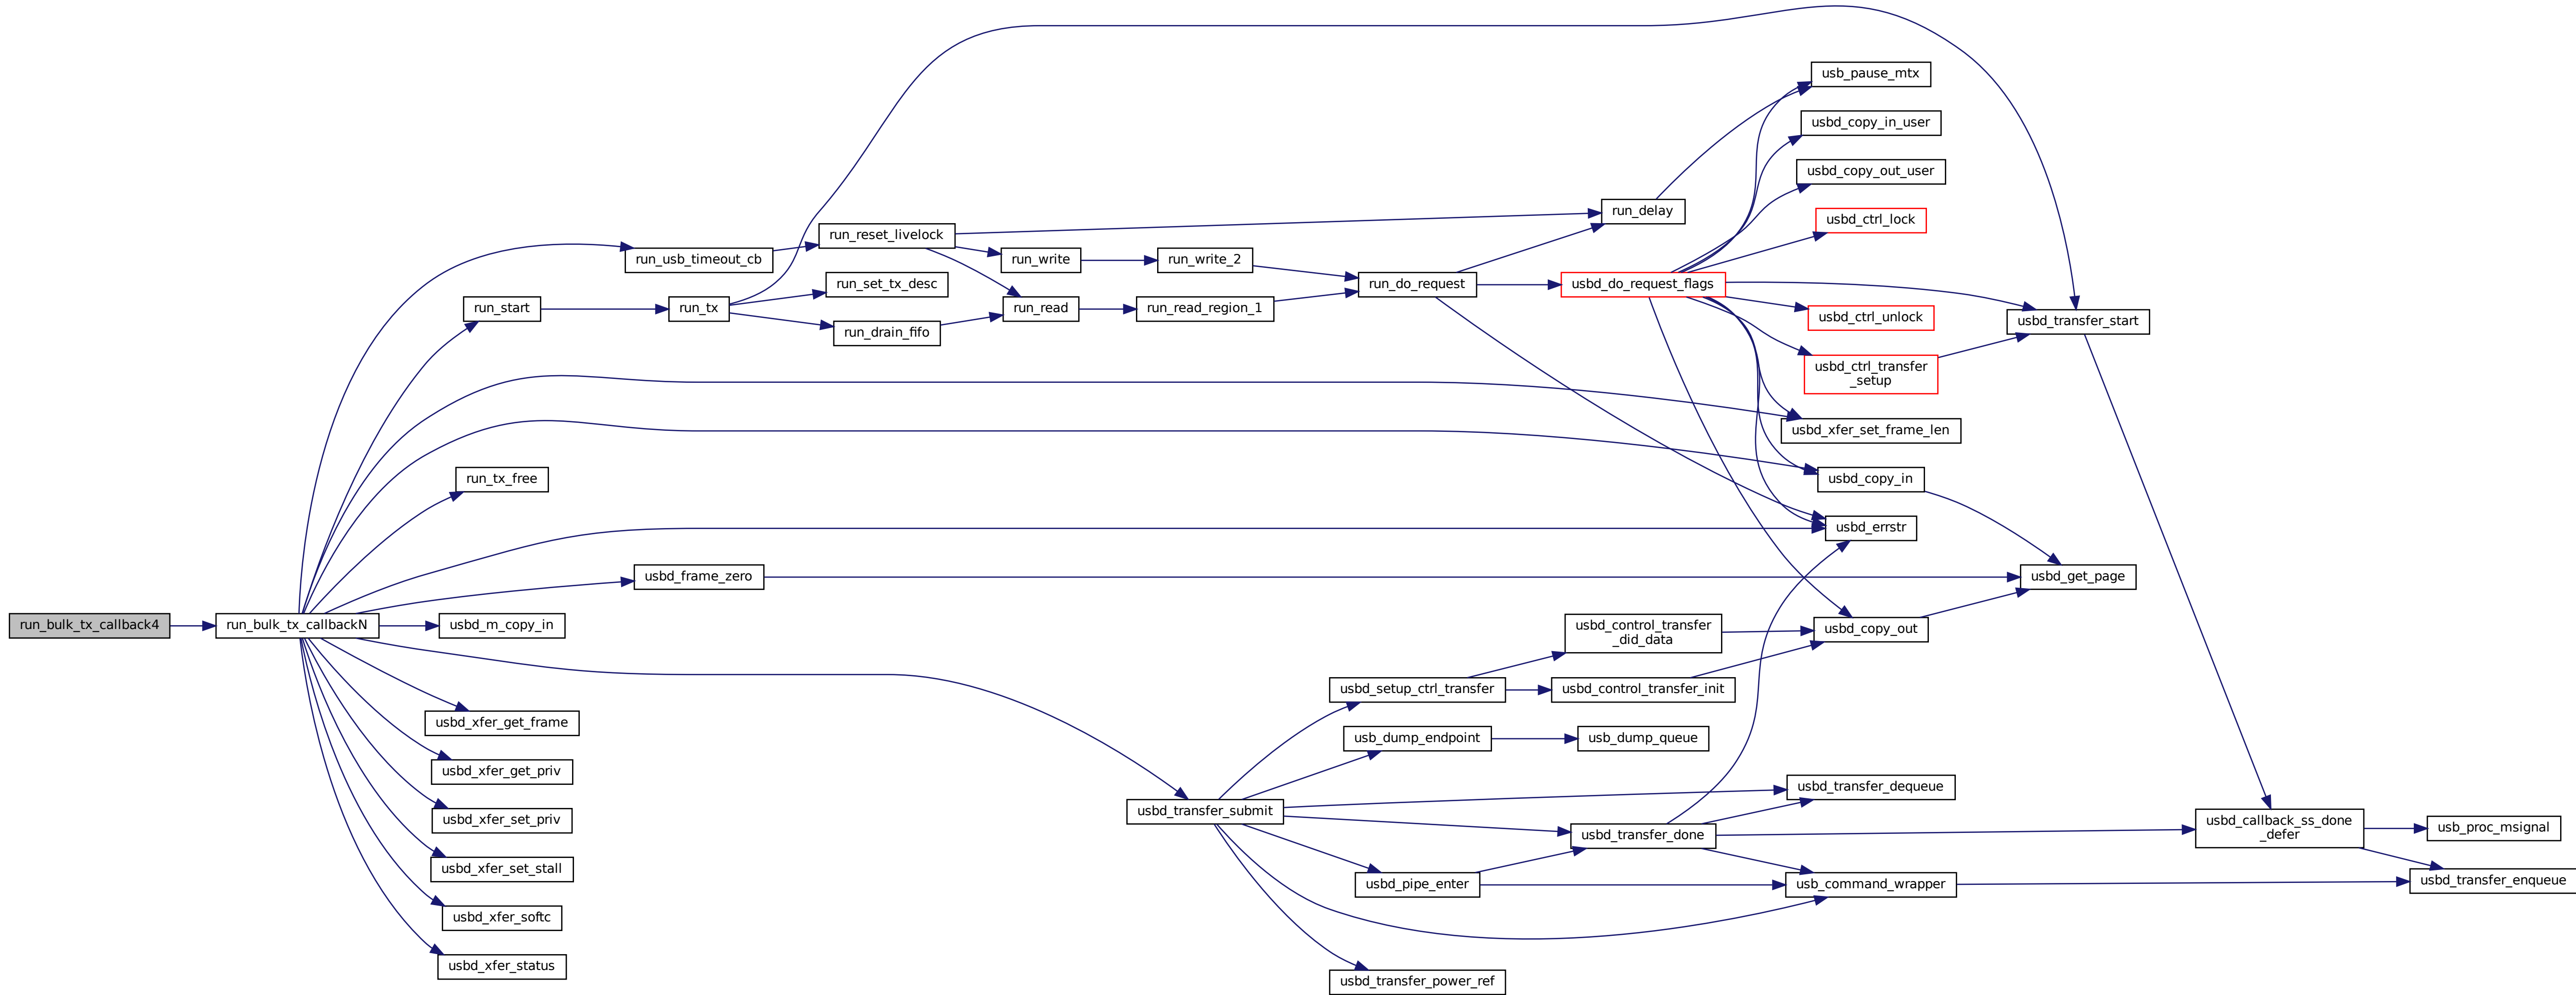 run_bulk_tx_callback4
run_bulk_tx_callbackN
run_usb_timeout_cb
run_start
run_tx_free
usbd_frame_zero
usbd_m_copy_in
usbd_xfer_get_frame
usbd_xfer_get_priv
usbd_xfer_set_priv
usbd_xfer_set_stall
usbd_xfer_softc
usbd_xfer_status
run_tx
run_reset_livelock
run_set_tx_desc
run_drain_fifo
run_write
run_read
run_write_2
run_read_region_1
run_do_request
run_delay
usbd_do_request_flags
usb_pause_mtx
usbd_copy_in_user
usbd_copy_out_user
usbd_ctrl_lock
usbd_ctrl_unlock
usbd_ctrl_transfer
_setup
usbd_xfer_set_frame_len
usbd_copy_in
usbd_errstr
usbd_copy_out
usbd_transfer_start
usbd_get_page
usbd_transfer_submit
usbd_setup_ctrl_transfer
usb_dump_endpoint
usbd_pipe_enter
usbd_transfer_power_ref
usbd_control_transfer
_did_data
usbd_control_transfer_init
usb_dump_queue
usbd_transfer_done
usbd_transfer_dequeue
usb_command_wrapper
usbd_callback_ss_done
_defer
usb_proc_msignal
usbd_transfer_enqueue